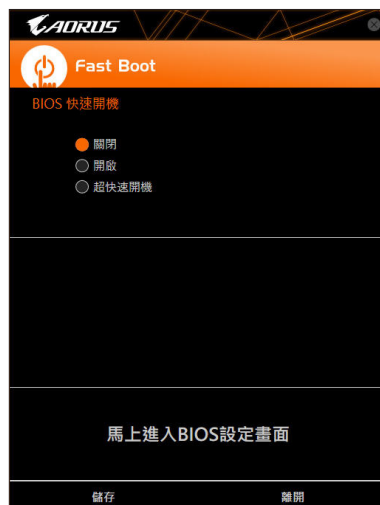 AORUS
Fast Boot
BIOS 快速開機
關閉
開啟
超快速開機
馬上進入BIOS設定畫面
儲存 離開